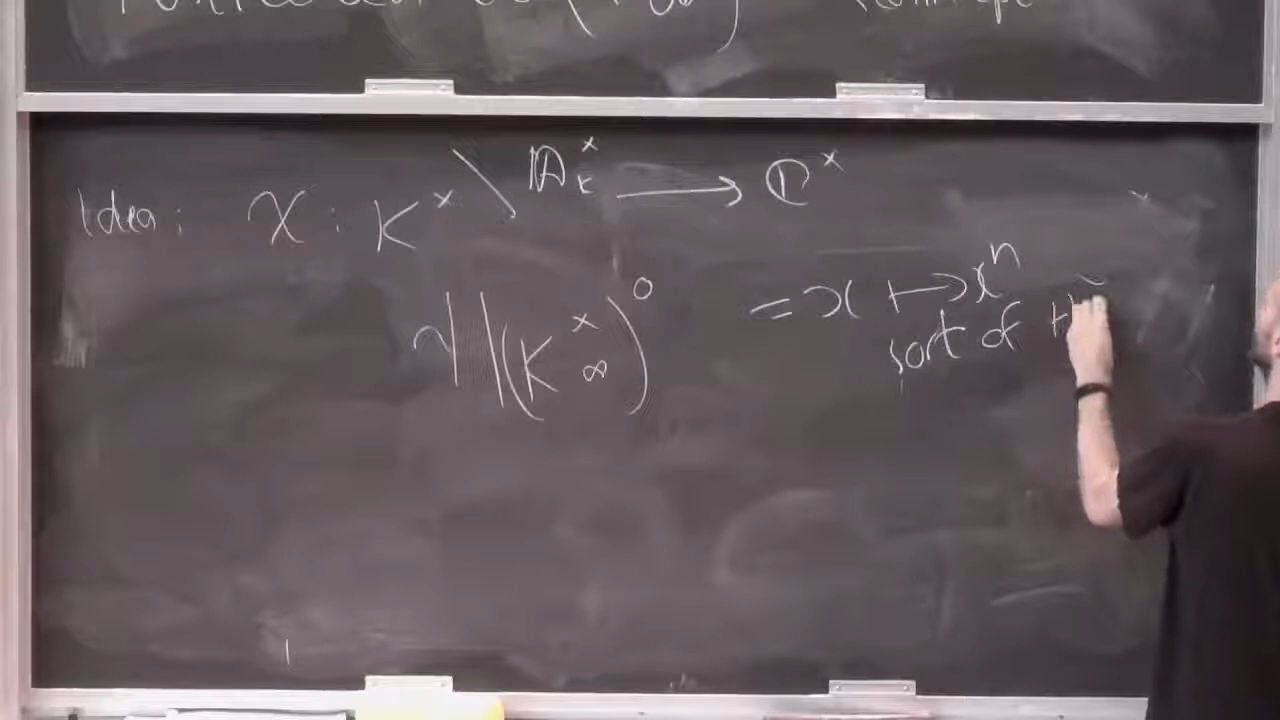 Idea: χ: K^× \ 𝔸_K^× → ℂ^×
χ|(K_∞^×)^0 = x ↦ x^n
sort of